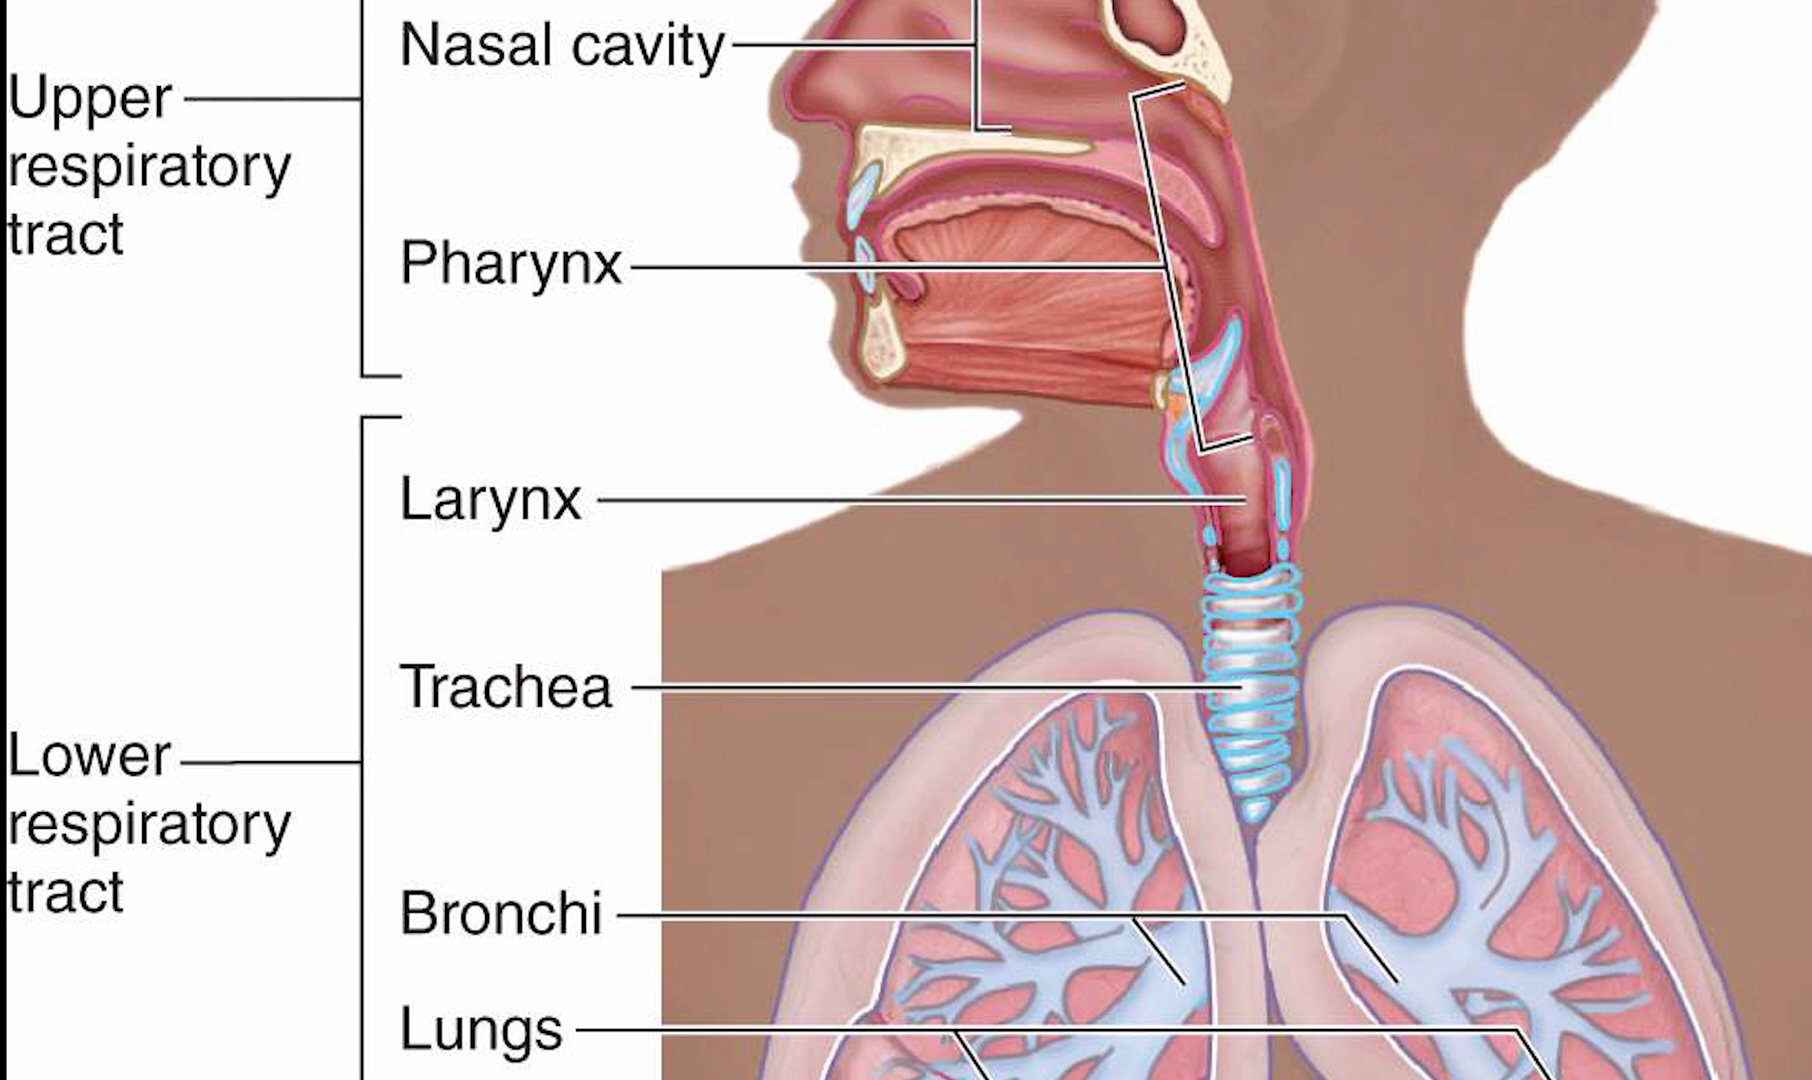 Nasal cavity
Upper
respiratory
tract
Pharynx
Larynx
Trachea
Lower
respiratory
tract
Bronchi
Lungs